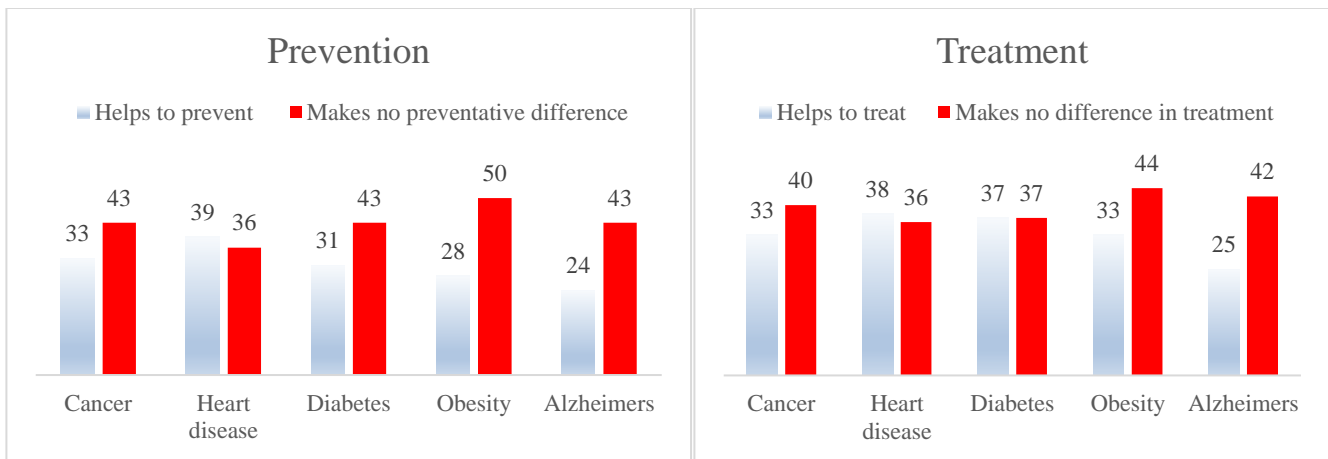 Prevention
Helps to prevent Makes no preventative difference
33 43 39 36 31 43 28 50 24 43
Cancer Heart disease Diabetes Obesity Alzheimers
Treatment
Helps to treat Makes no difference in treatment
33 40 38 36 37 37 33 44 25 42
Cancer Heart disease Diabetes Obesity Alzheimers